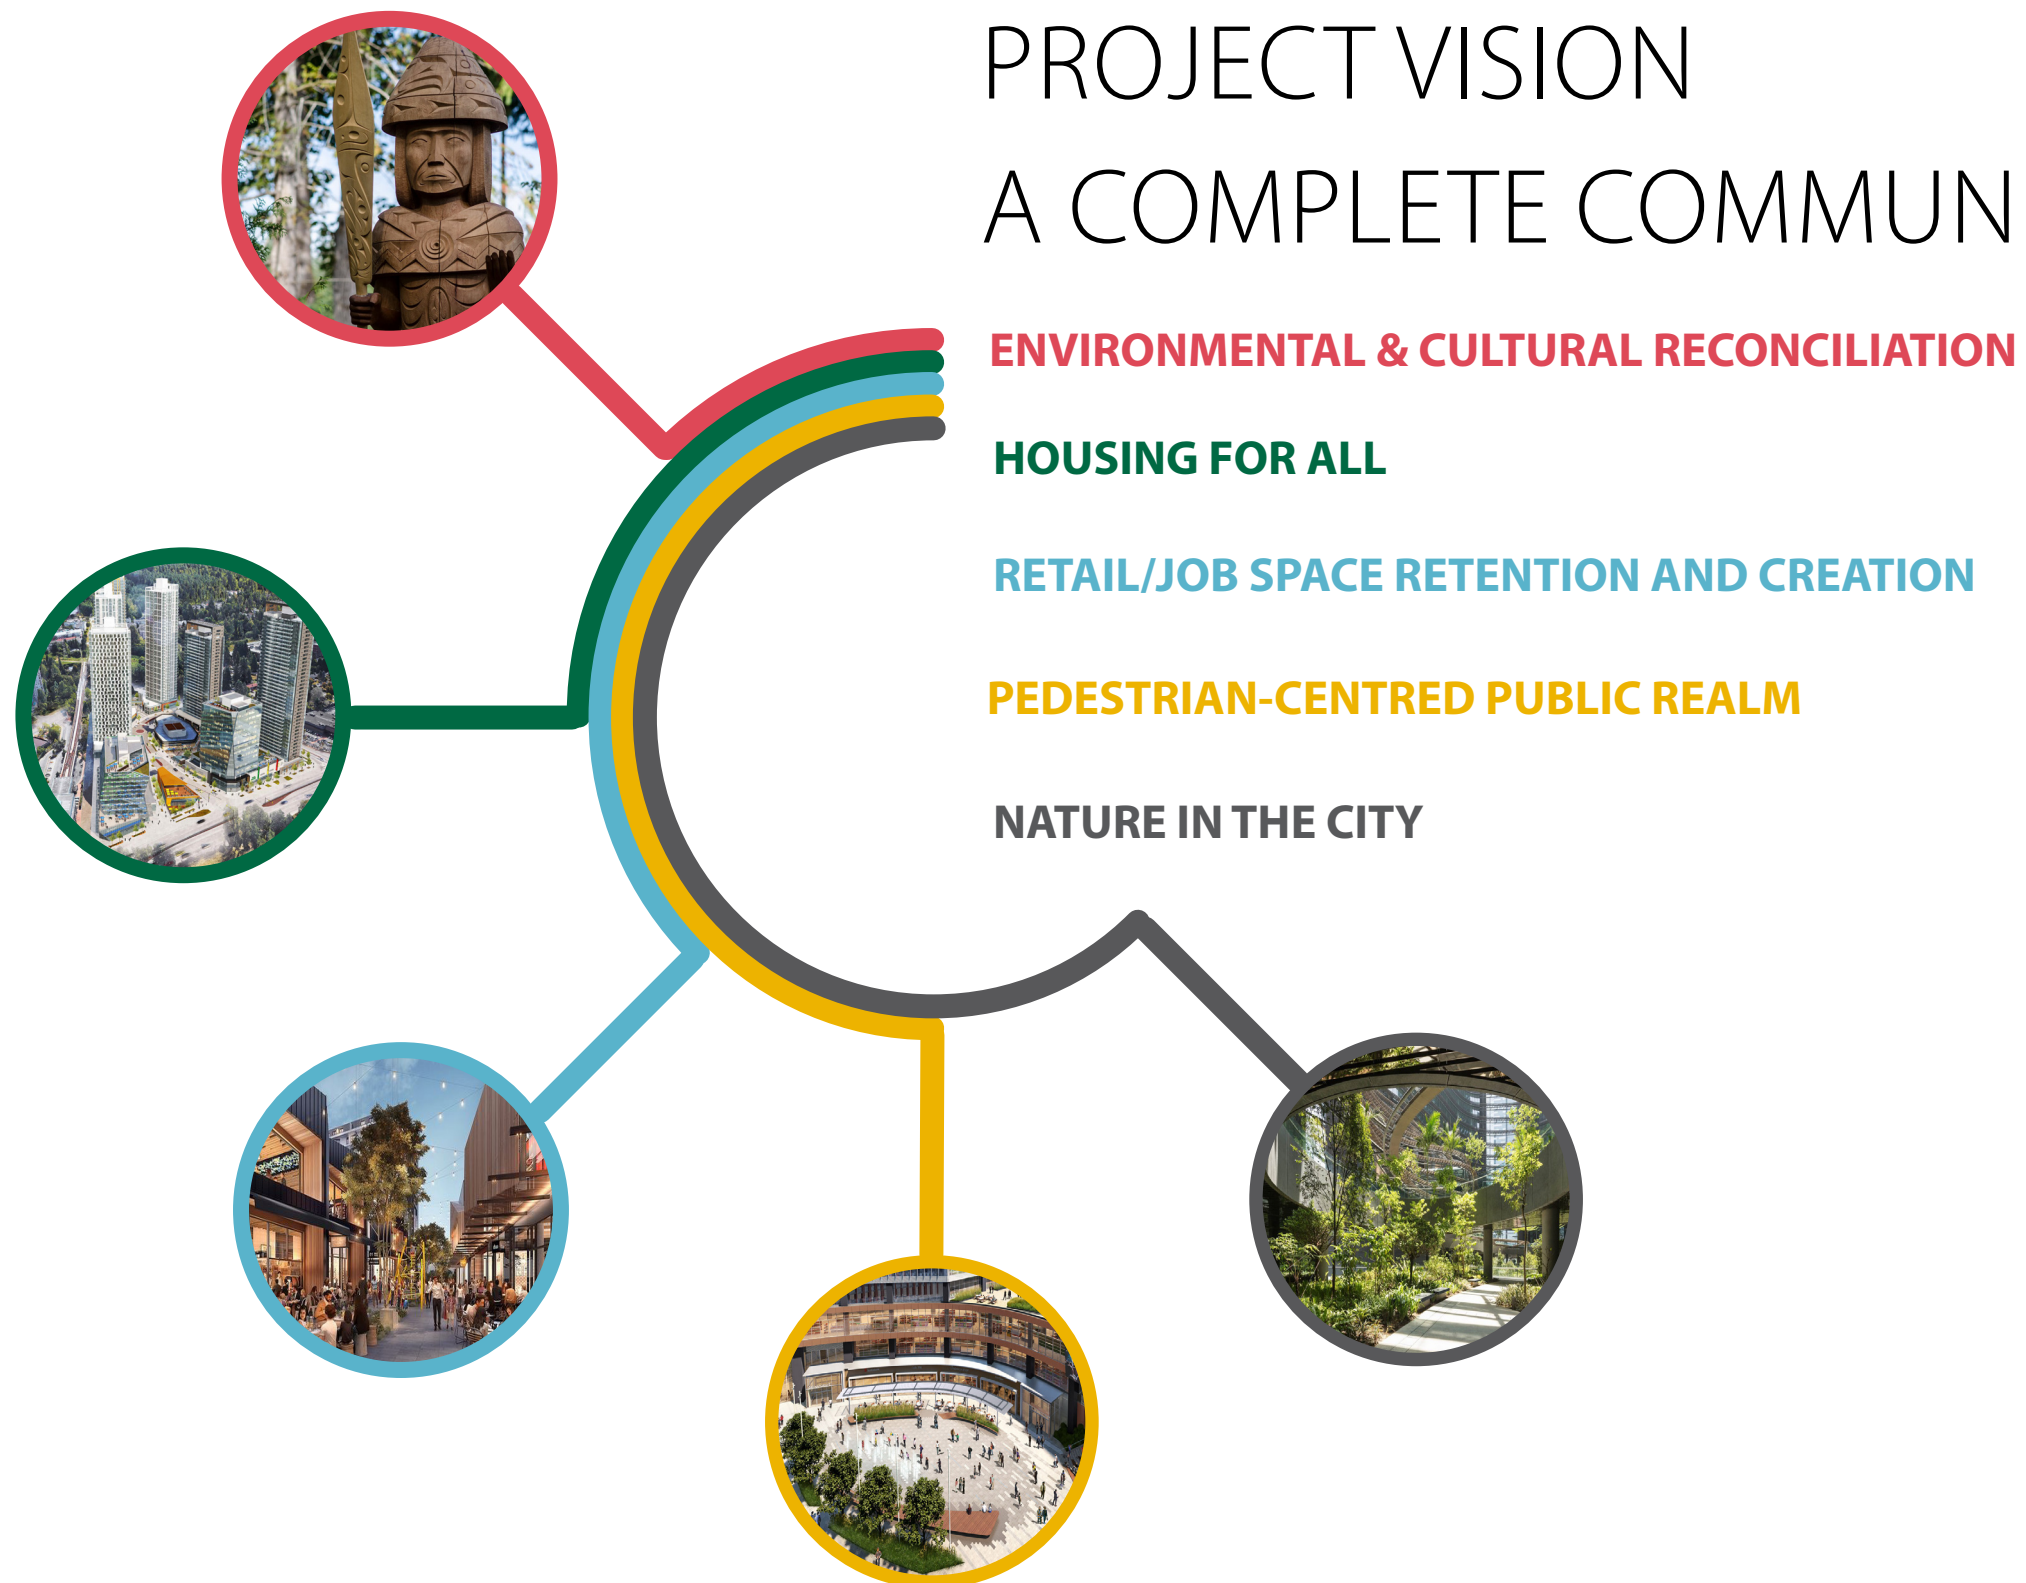 PROJECT VISION
A COMPLETE COMMUN
ENVIRONMENTAL & CULTURAL RECONCILIATION
HOUSING FOR ALL
RETAIL/JOB SPACE RETENTION AND CREATION
PEDESTRIAN-CENTRED PUBLIC REALM
NATURE IN THE CITY